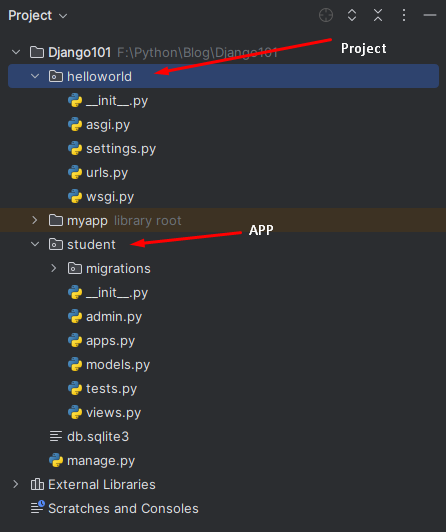 Project
Django101 F:\Python\Blog\Django101
Project
helloworld
__init__.py
asgi.py
settings.py
urls.py
wsgi.py
myapp library root
student
APP
migrations
__init__.py
admin.py
apps.py
models.py
tests.py
views.py
db.sqlite3
manage.py
External Libraries
Scratches and Consoles